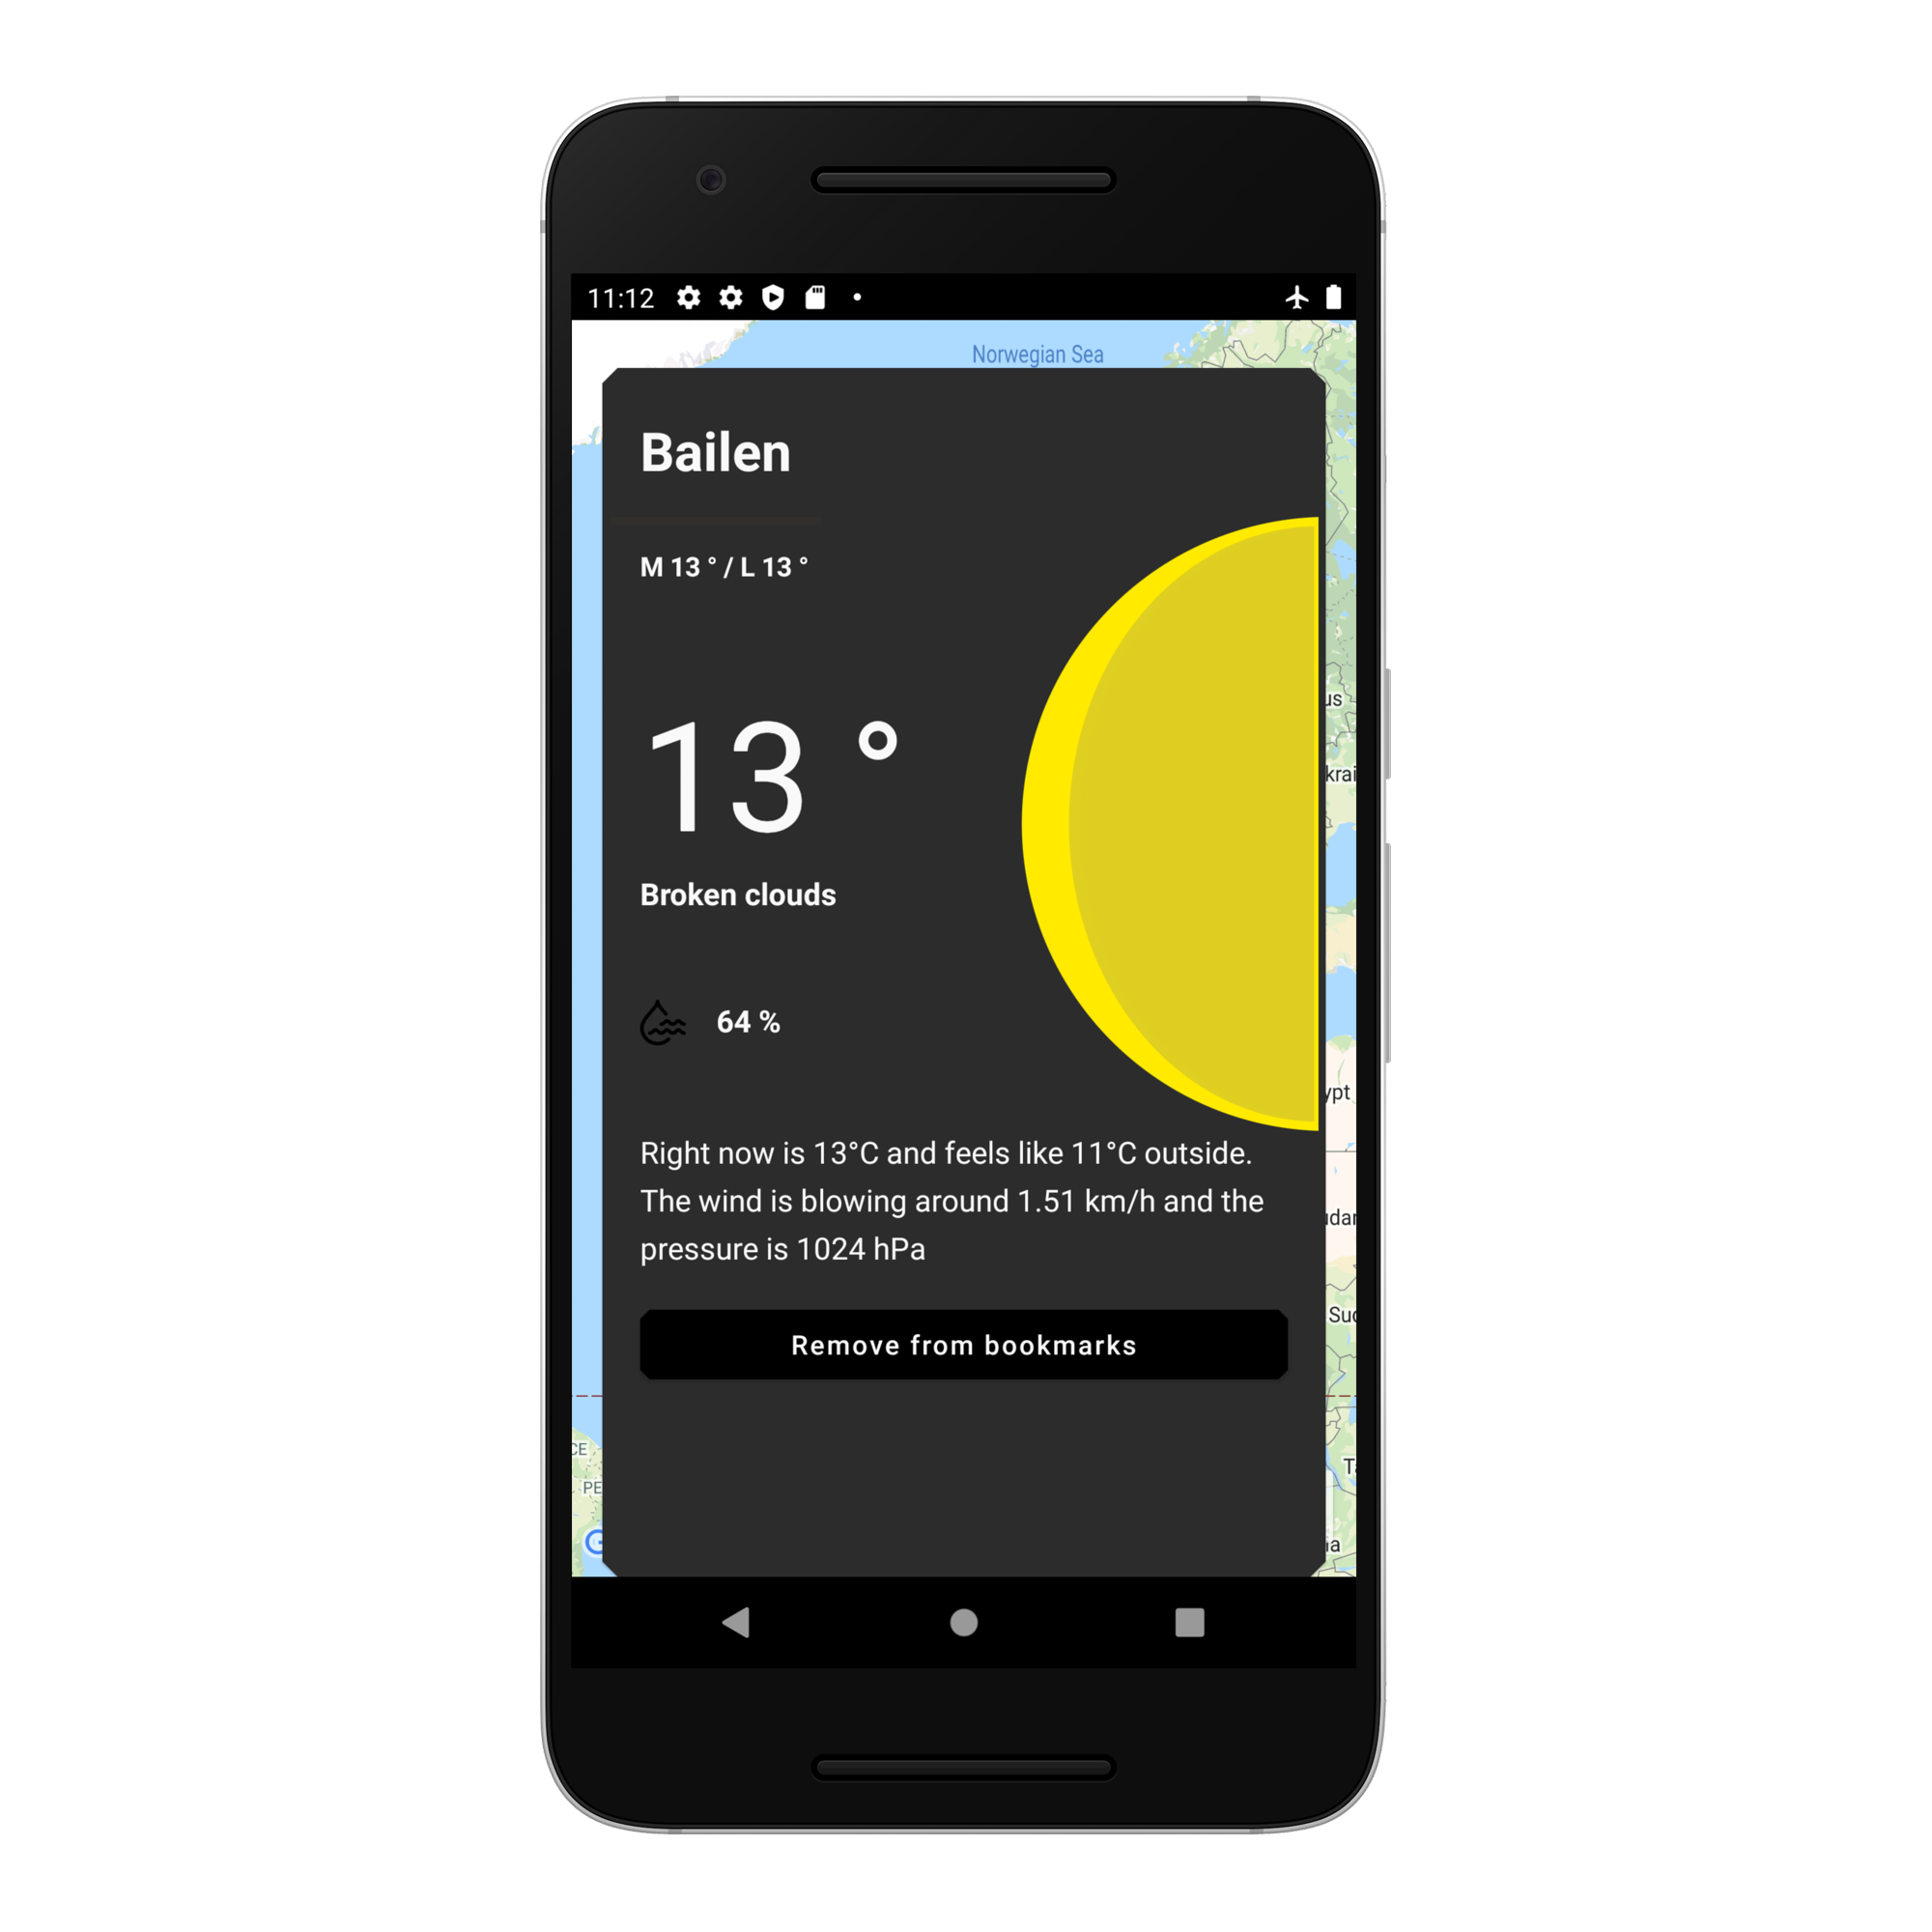 11:12
Norwegian Sea
Bailen
M 13 ° / L 13 °
13 °
Broken clouds
64 %
Right now is 13°C and feels like 11°C outside.
The wind is blowing around 1.51 km/h and the
pressure is 1024 hPa
Remove from bookmarks
us
krai
ypt
udan
Sud
CE
T
PE
G
ia